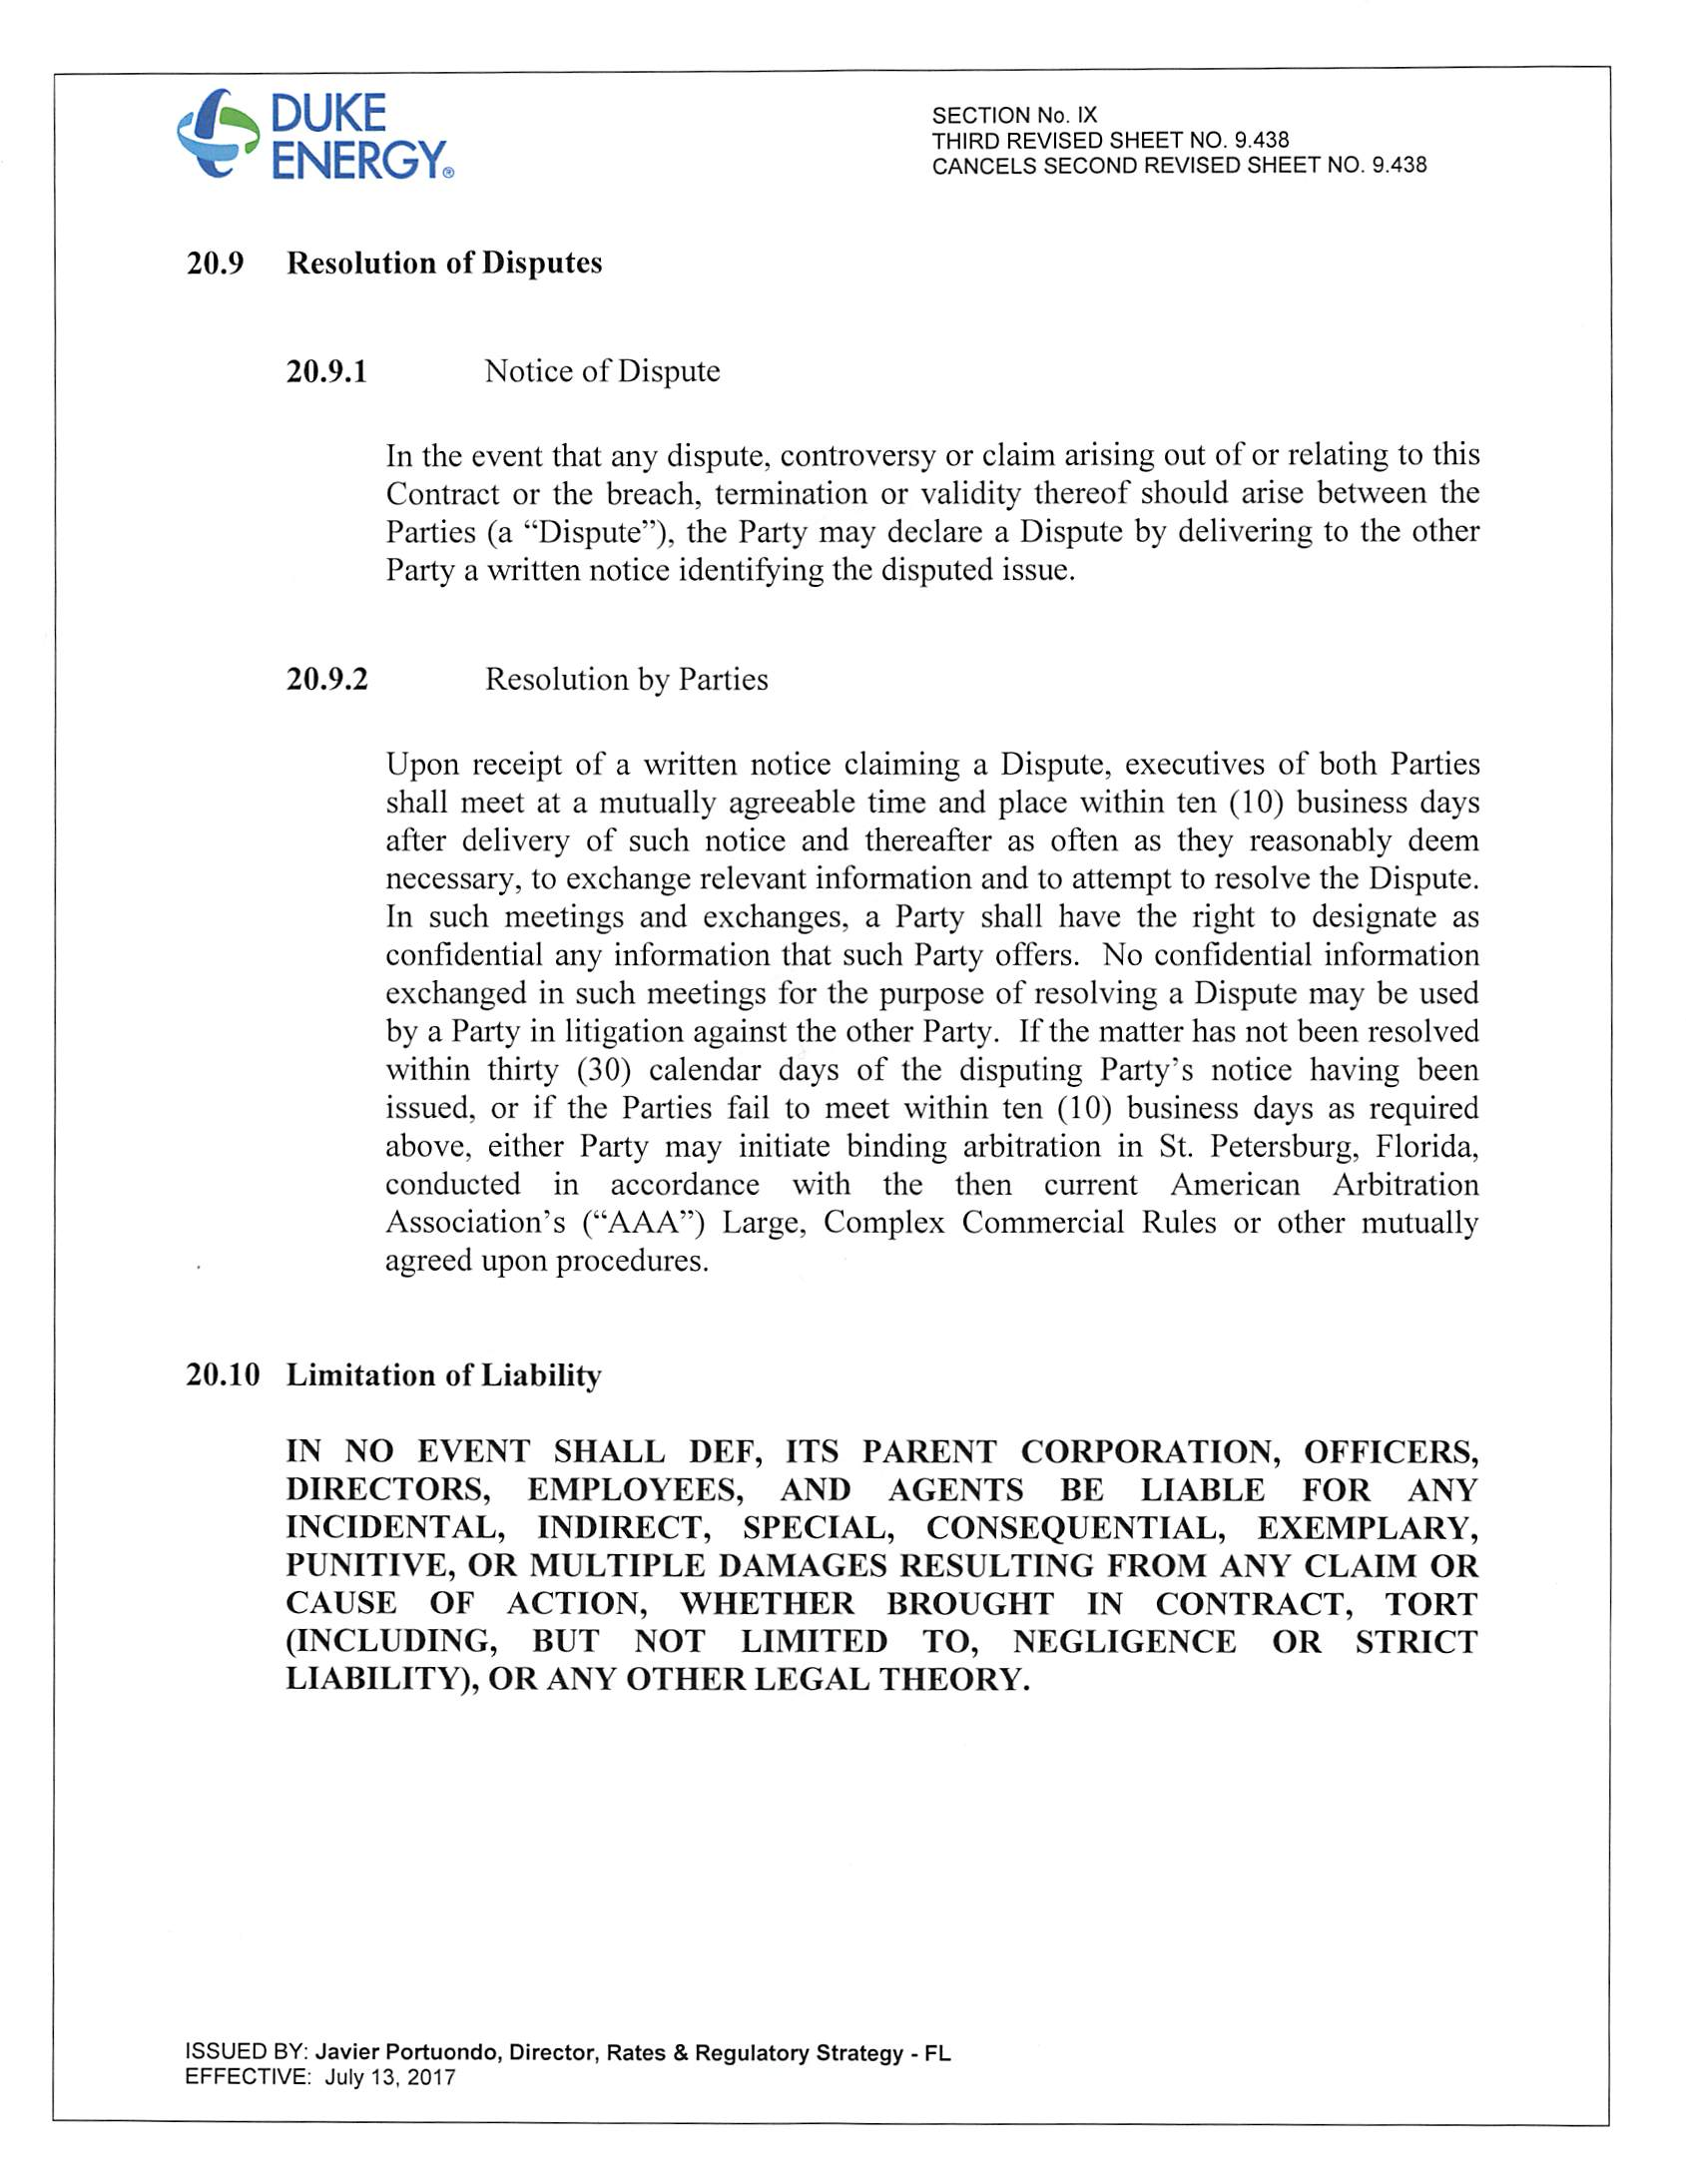 DUKE
ENERGY®
SECTION No. IX
THIRD REVISED SHEET NO. 9.438
CANCELS SECOND REVISED SHEET NO. 9.438
20.9 Resolution of Disputes
20.9.1 Notice of Dispute
In the event that any dispute, controversy or claim arising out of or relating to this
Contract or the breach, termination or validity thereof should arise between the
Parties (a “Dispute”), the Party may declare a Dispute by delivering to the other
Party a written notice identifying the disputed issue.
20.9.2 Resolution by Parties
Upon receipt of a written notice claiming a Dispute, executives of both Parties
shall meet at a mutually agreeable time and place within ten (10) business days
after delivery of such notice and thereafter as often as they reasonably deem
necessary, to exchange relevant information and to attempt to resolve the Dispute.
In such meetings and exchanges, a Party shall have the right to designate as
confidential any information that such Party offers. No confidential information
exchanged in such meetings for the purpose of resolving a Dispute may be used
by a Party in litigation against the other Party. If the matter has not been resolved
within thirty (30) calendar days of the disputing Party’s notice having been
issued, or if the Parties fail to meet within ten (10) business days as required
above, either Party may initiate binding arbitration in St. Petersburg, Florida,
conducted in accordance with the then current American Arbitration
Association’s (“AAA”) Large, Complex Commercial Rules or other mutually
agreed upon procedures.
20.10 Limitation of Liability
IN NO EVENT SHALL DEF, ITS PARENT CORPORATION, OFFICERS,
DIRECTORS, EMPLOYEES, AND AGENTS BE LIABLE FOR ANY
INCIDENTAL, INDIRECT, SPECIAL, CONSEQUENTIAL, EXEMPLARY,
PUNITIVE, OR MULTIPLE DAMAGES RESULTING FROM ANY CLAIM OR
CAUSE OF ACTION, WHETHER BROUGHT IN CONTRACT, TORT
(INCLUDING, BUT NOT LIMITED TO, NEGLIGENCE OR STRICT
LIABILITY), OR ANY OTHER LEGAL THEORY.
ISSUED BY: Javier Portuondo, Director, Rates & Regulatory Strategy - FL
EFFECTIVE: July 13, 2017